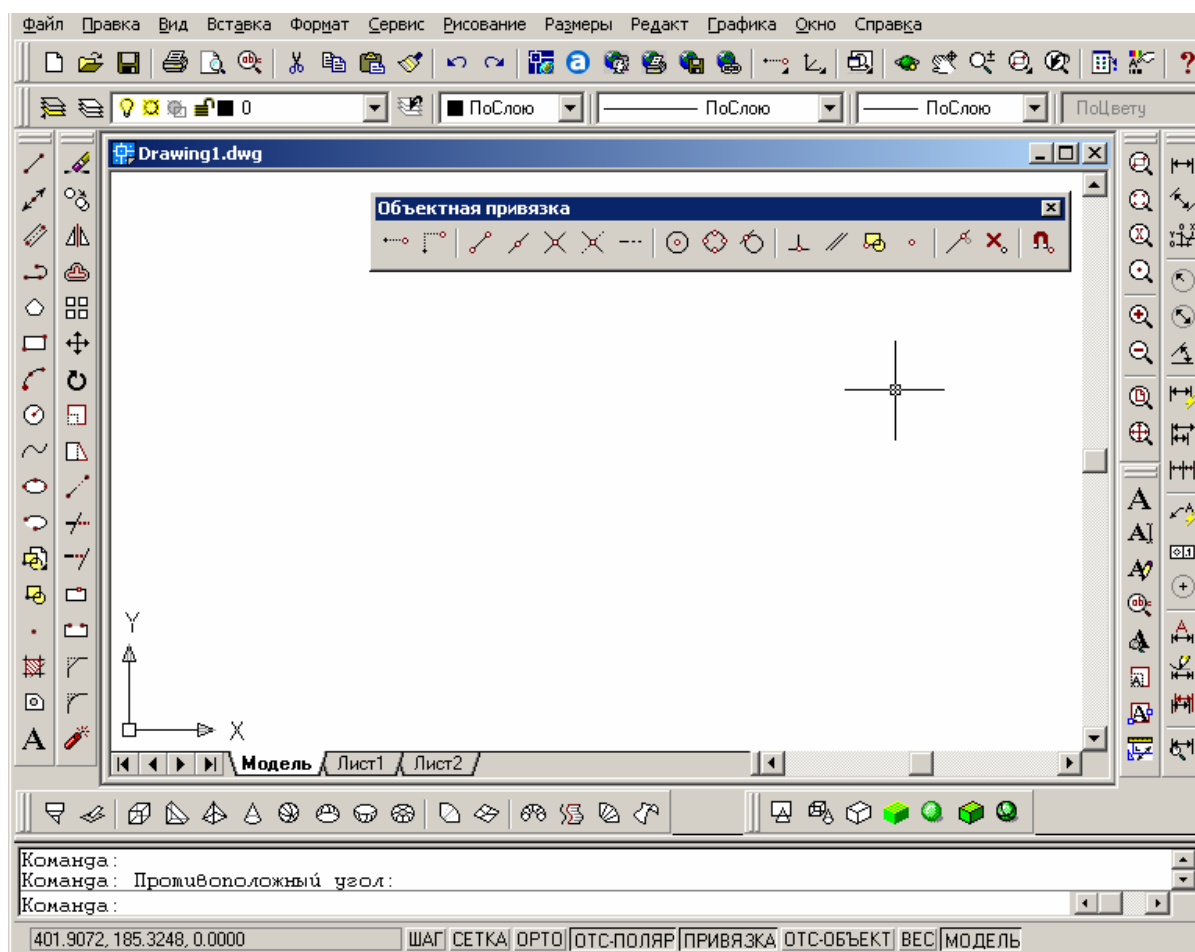 Файл Правка Вид Вставка Формат Сервис Рисование Размеры Редакт Графика Окно Справка
0 ПоСлою ПоСлою ПоСлою ПоЦвету
Drawing1.dwg
Объектная привязка
Y
X
A
A
Модель Лист1 Лист2
Команда:
Команда: Противоположный угол:
Команда:
401.9072, 185.3248, 0.0000 ШАГ СЕТКА ОРТО ОТС-ПОЛЯР ПРИВЯЗКА ОТС-ОБЪЕКТ ВЕС МОДЕЛЬ